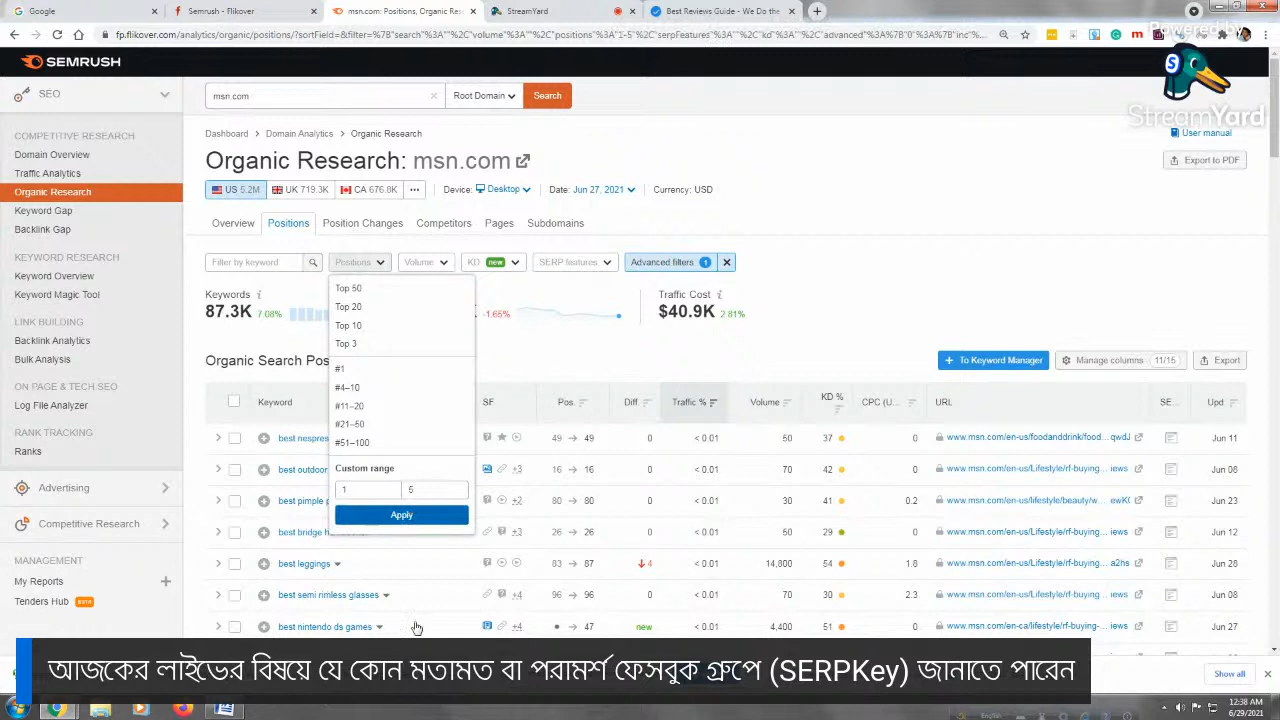 Google
Semrush - Flikover
msn.com: Positions, Organic Res
StreamYard
Best Reviews Guide - We Do the
SEMRUSH
Powered by
StreamYard
SEO
COMPETITIVE RESEARCH
Domain Overview
Traffic Analytics
Organic Research
Keyword Gap
Backlink Gap
KEYWORD RESEARCH
Keyword Overview
Keyword Magic Tool
LINK BUILDING
Backlink Analytics
Bulk Analysis
ON PAGE & TECH SEO
Log File Analyzer
RANK TRACKING
Ranks
Advertising
Competitive Research
MANAGEMENT
My Reports
Tenders Hub BETA
msn.com Root Domain Search
Dashboard Domain Analytics Organic Research
User manual
Organic Research: msn.com
Export to PDF
US 5.2M UK 719.3K CA 676.8K ... Device: Desktop Date: Jun 27, 2021 Currency: USD
Overview Positions Position Changes Competitors Pages Subdomains
Filter by keyword Positions Volume KD new SERP features Advanced filters 1
Top 50
Top 20
Top 10
Top 3
#1
#4–10
#11–20
#21–50
#51–100
Custom range
1 5
Apply
Keywords
87.3K 7.08%
-1.65%
Traffic Cost
$40.9K 2.81%
Organic Search Pos
To Keyword Manager Manage columns 11/15 Export
Keyword SF Pos. Diff. Traffic % Volume KD % CPC (U... URL SE... Upd
best nespres 49 → 49 0 < 0.01 50 37 0 www.msn.com/en-us/foodanddrink/food... qwdJ Jun 11
best outdoor +3 16 → 16 0 < 0.01 70 42 0 www.msn.com/en-us/Lifestyle/rf-buying... iews Jun 08
best pimple p +2 80 → 80 0 < 0.01 30 41 0.2 www.msn.com/en-us/lifestyle/beauty/w... ewK Jun 23
best bridge h +3 26 → 26 0 < 0.01 50 29 0 www.msn.com/en-us/Lifestyle/rf-buying... iews Jun 12
best leggings 83 → 87 4 < 0.01 14,800 54 1.8 www.msn.com/en-us/Lifestyle/rf-buying... a2hs Jun 28
best semi rimless glasses +4 96 → 96 0 < 0.01 70 30 2.3 www.msn.com/en-us/Lifestyle/rf-buying... iews Jun 08
best nintendo ds games +4 → 47 new < 0.01 4,400 51 0 www.msn.com/en-ca/Lifestyle/rf-buying- Jun 27
আজকের লাইভের বিষয়ে যে কোন মতামত বা পরামর্শ ফেসবুক গ্রুপে (SERPKey) জানাতে পারেন
Show all
English
12:38 AM
6/29/2021